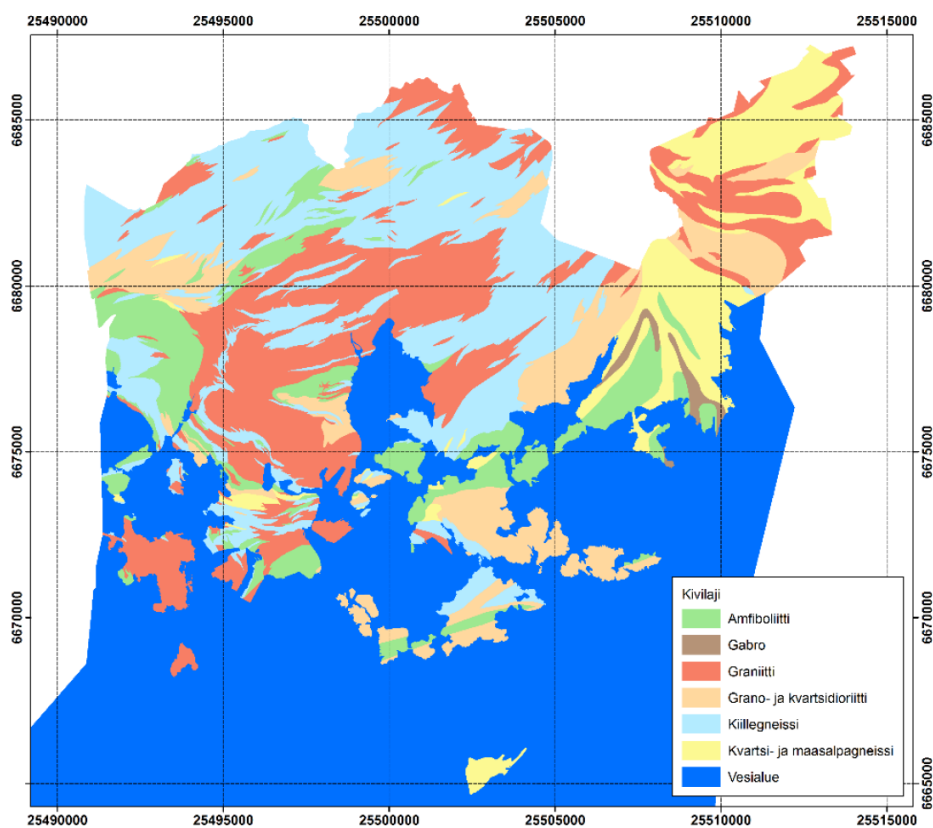 25490000 25495000 25500000 25505000 25510000 25515000
6685000 6685000
6680000 6680000
6675000 6675000
6670000 6670000
6665000 6665000
Kivilaji
Amfiboliitti
Gabro
Graniitti
Grano- ja kvartsidioriitti
Kiillegneissi
Kvartsi- ja maasalpagneissi
Vesialue
25490000 25495000 25500000 25505000 25510000 25515000